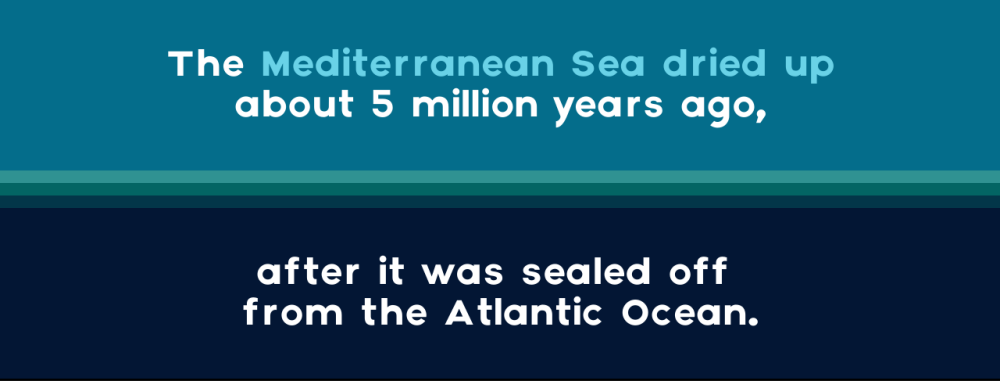 The Mediterranean Sea dried up
about 5 million years ago,
after it was sealed off
from the Atlantic Ocean.